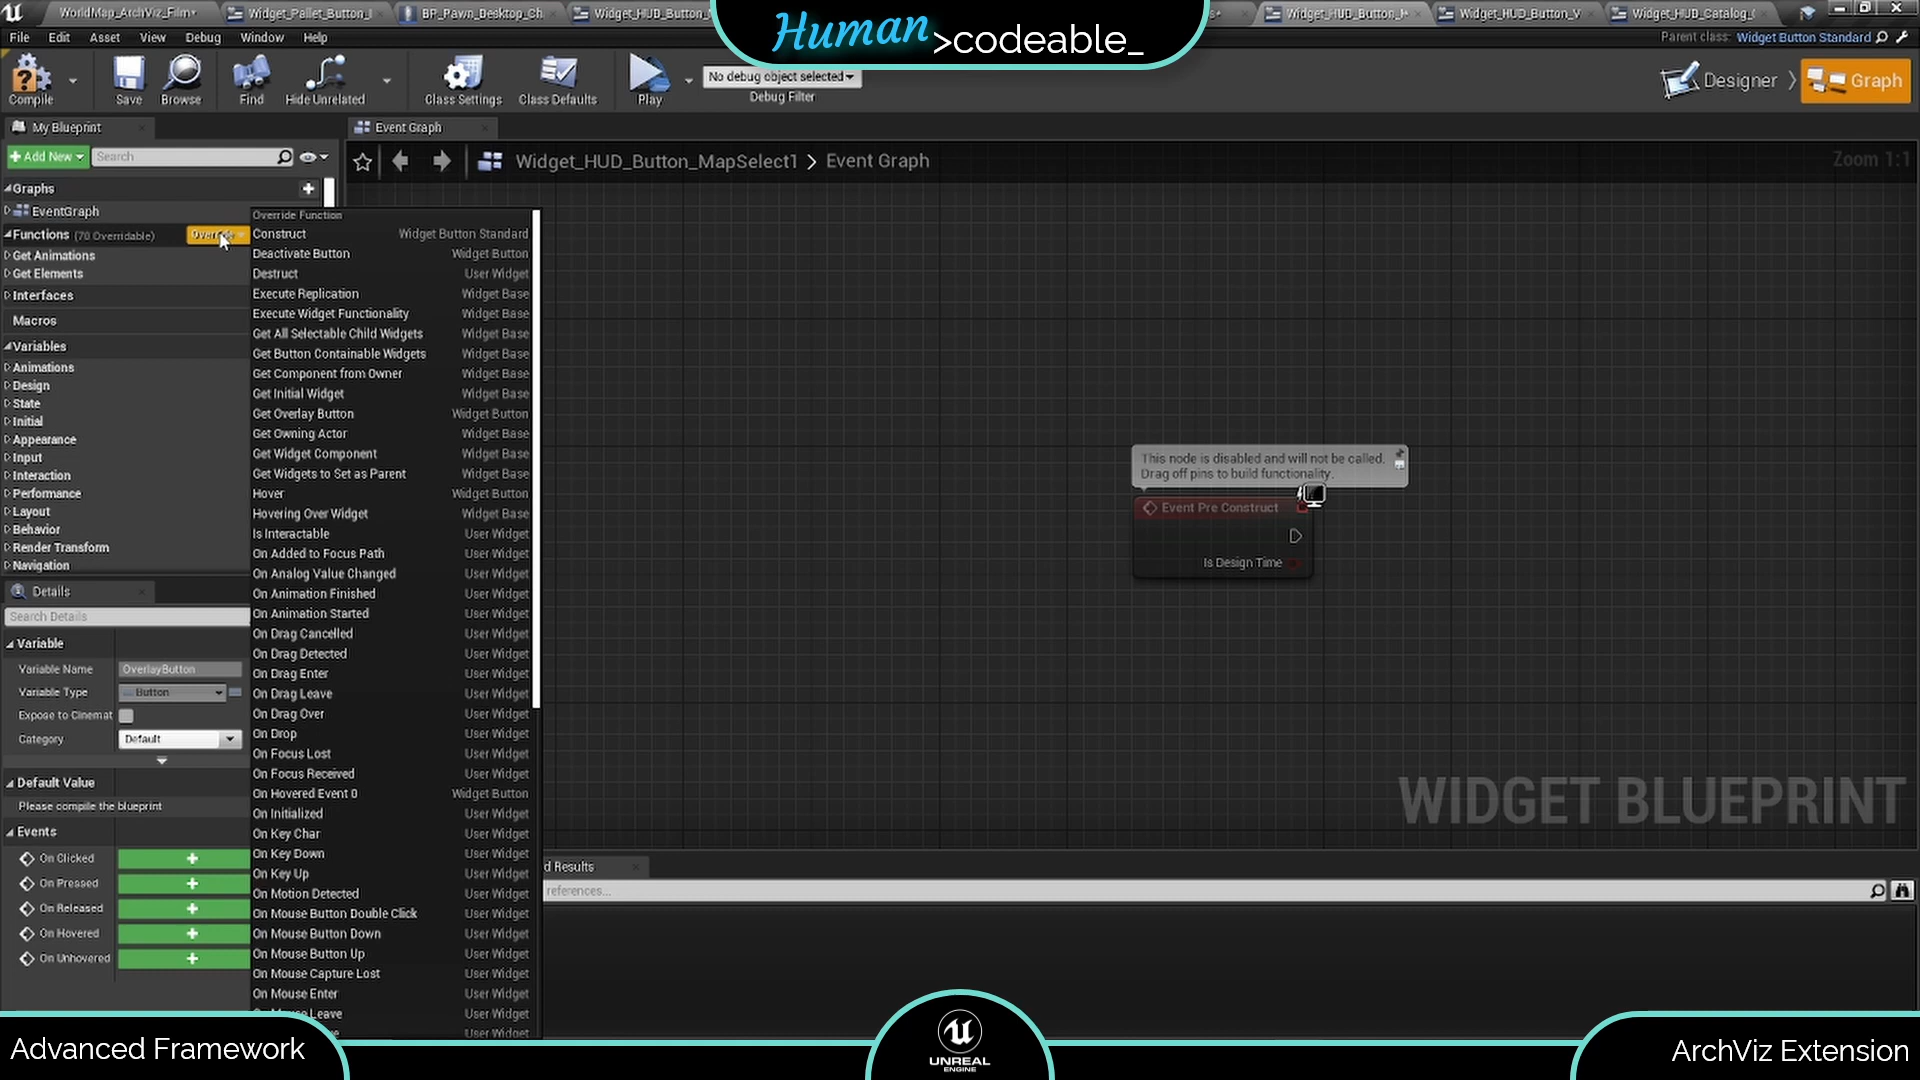 WorldMap_ArchViz_Film*
Widget_Pallet_Button_I
BP_Pawn_Desktop_Ch
Widget_HUD_Button_
Widget_HUD_Button_
Widget_HUD_Button_V
Widget_HUD_Catalog_
Human >codeable_
File Edit Asset View Debug Window Help
Parent class: Widget Button Standard
Compile
Save
Browse
Find
Hide Unrelated
Class Settings
Class Defaults
Play
No debug object selected
Debug Filter
Designer
Graph
My Blueprint
Event Graph
Add New
Search
Widget_HUD_Button_MapSelect1 > Event Graph
Zoom 1:1
Graphs
EventGraph
Functions (70 Overridable)
Get Animations
Get Elements
Interfaces
Macros
Variables
Animations
Design
State
Initial
Appearance
Input
Interaction
Performance
Layout
Behavior
Render Transform
Navigation
Override Function
Construct Widget Button Standard
Deactivate Button Widget Button
Destruct User Widget
Execute Replication Widget Base
Execute Widget Functionality Widget Base
Get All Selectable Child Widgets Widget Base
Get Button Containable Widgets Widget Base
Get Component from Owner Widget Base
Get Initial Widget Widget Base
Get Overlay Button Widget Button
Get Owning Actor Widget Base
Get Widget Component Widget Base
Get Widgets to Set as Parent Widget Base
Hover Widget Button
Hovering Over Widget Widget Base
Is Interactable User Widget
On Added to Focus Path User Widget
On Analog Value Changed User Widget
On Animation Finished User Widget
On Animation Started User Widget
On Drag Cancelled User Widget
On Drag Detected User Widget
On Drag Enter User Widget
On Drag Leave User Widget
On Drag Over User Widget
On Drop User Widget
On Focus Lost User Widget
On Focus Received User Widget
On Hovered Event 0 Widget Button
On Initialized User Widget
On Key Char User Widget
On Key Down User Widget
On Key Up User Widget
On Motion Detected User Widget
On Mouse Button Double Click User Widget
On Mouse Button Down User Widget
On Mouse Button Up User Widget
On Mouse Capture Lost User Widget
On Mouse Enter User Widget
Leave User Widget
User Widget
This node is disabled and will not be called.
Drag off pins to build functionality.
Event Pre Construct
Is Design Time
WIDGET BLUEPRINT
Details
Search Details
Variable
Variable Name OverlayButton
Variable Type Button
Expose to Cinemat
Category Default
Default Value
Please compile the blueprint
Events
On Clicked
On Pressed
On Released
On Hovered
On Unhovered
d Results
references...
Advanced Framework
UNREAL
ENGINE
ArchViz Extension